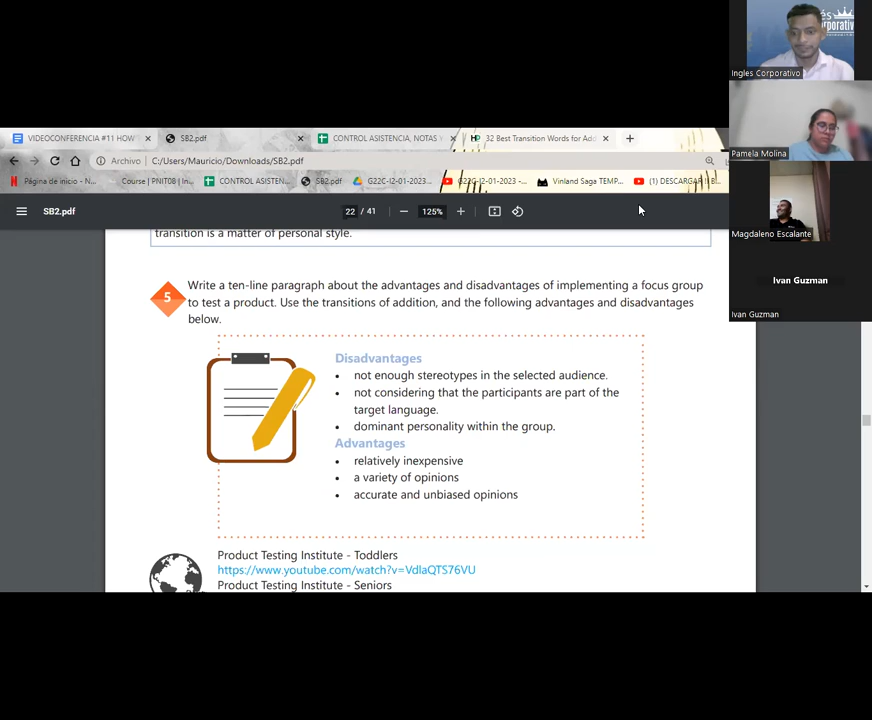 Ingles Corporativo
Pamela Molina
Magdaleno Escalante
Ivan Guzman
Ivan Guzman
VIDEOCONFERENCIA #11 HOW
SB2.pdf
CONTROL ASISTENCIA, NOTAS Y
32 Best Transition Words for Add
Archivo
C:/Users/Mauricio/Downloads/SB2.pdf
Página de inicio - N...
Course | PNIT08 | In...
CONTROL ASISTEN...
SB2.pdf
G22C-I2-01-2023...
G22C-I2-01-2023 -...
Vinland Saga TEMP...
(1) DESCARGAR
SB2.pdf
22 / 41
125%
transition is a matter of personal style.
5
Write a ten-line paragraph about the advantages and disadvantages of implementing a focus group
to test a product. Use the transitions of addition, and the following advantages and disadvantages
below.
Disadvantages
• not enough stereotypes in the selected audience.
• not considering that the participants are part of the
target language.
• dominant personality within the group.
Advantages
• relatively inexpensive
• a variety of opinions
• accurate and unbiased opinions
Product Testing Institute - Toddlers
https://www.youtube.com/watch?v=VdlaQTS76VU
Product Testing Institute - Seniors